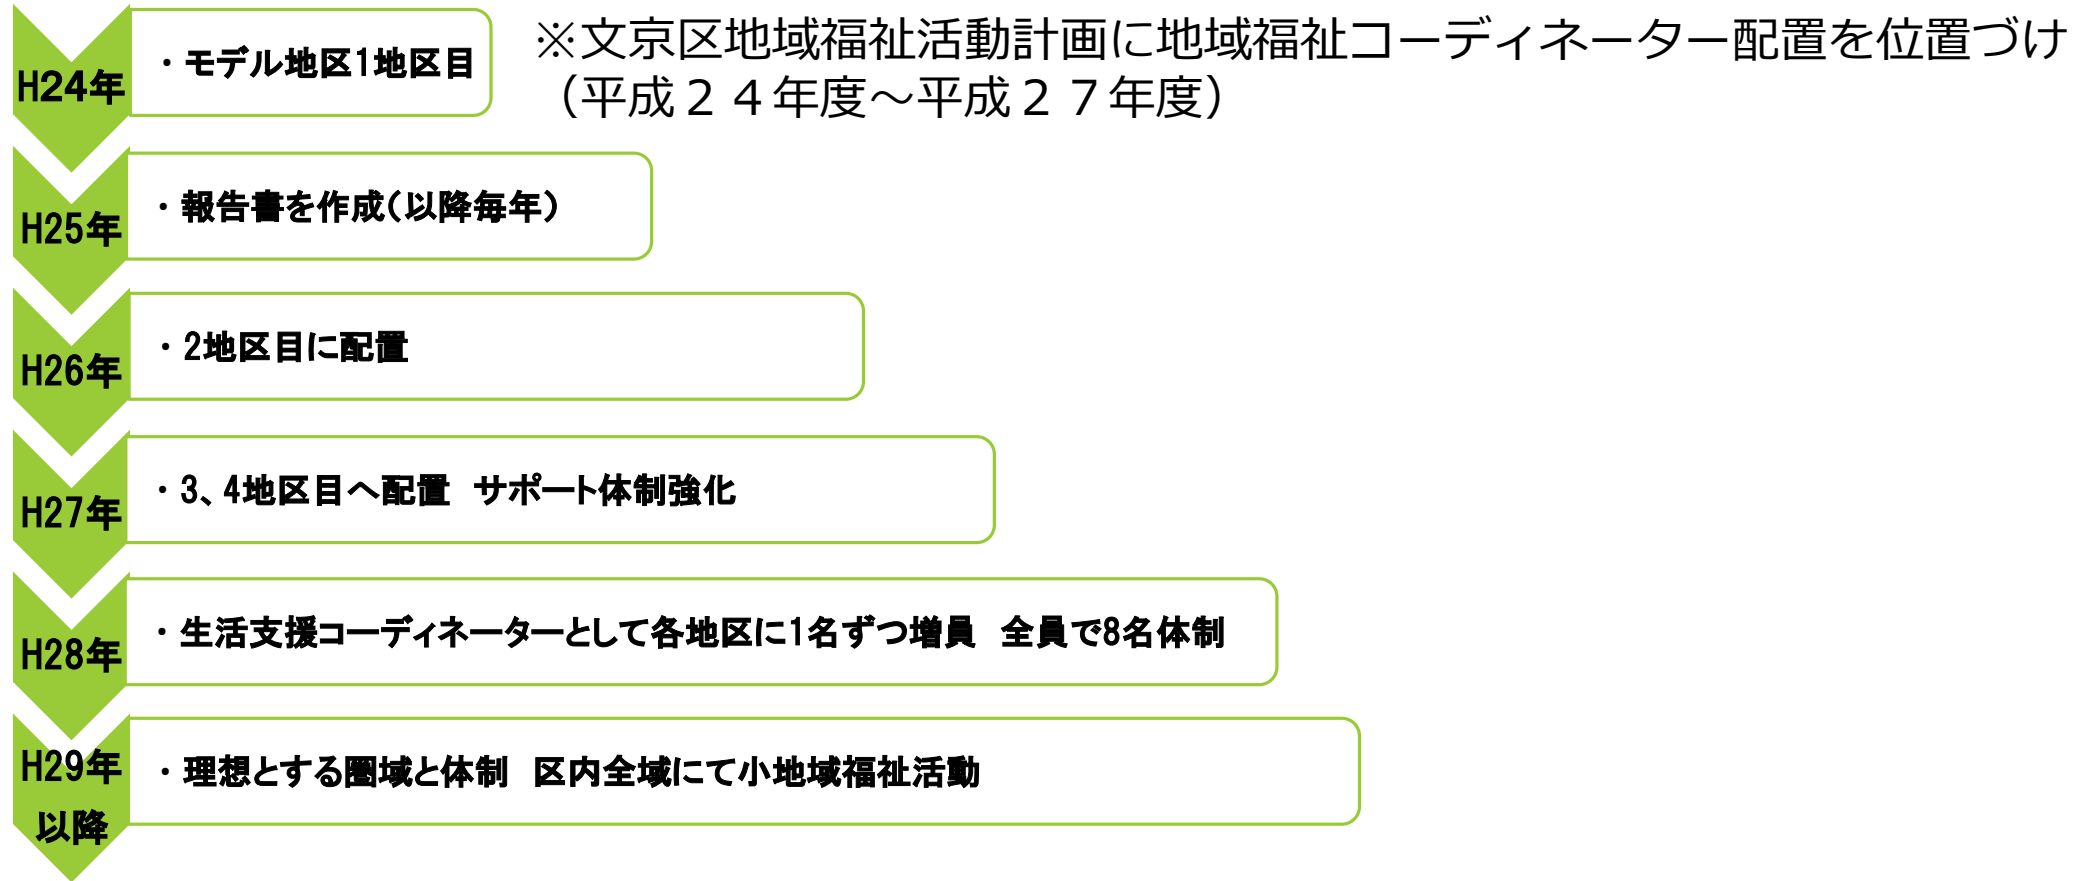 H24年
・モデル地区1地区目
※文京区地域福祉活動計画に地域福祉コーディネーター配置を位置づけ
（平成２４年度～平成２７年度）
H25年
・報告書を作成（以降毎年）
H26年
・2地区目に配置
H27年
・3、4地区目へ配置　サポート体制強化
H28年
・生活支援コーディネーターとして各地区に1名ずつ増員　全員で8名体制
H29年
以降
・理想とする圏域と体制　区内全域にて小地域福祉活動